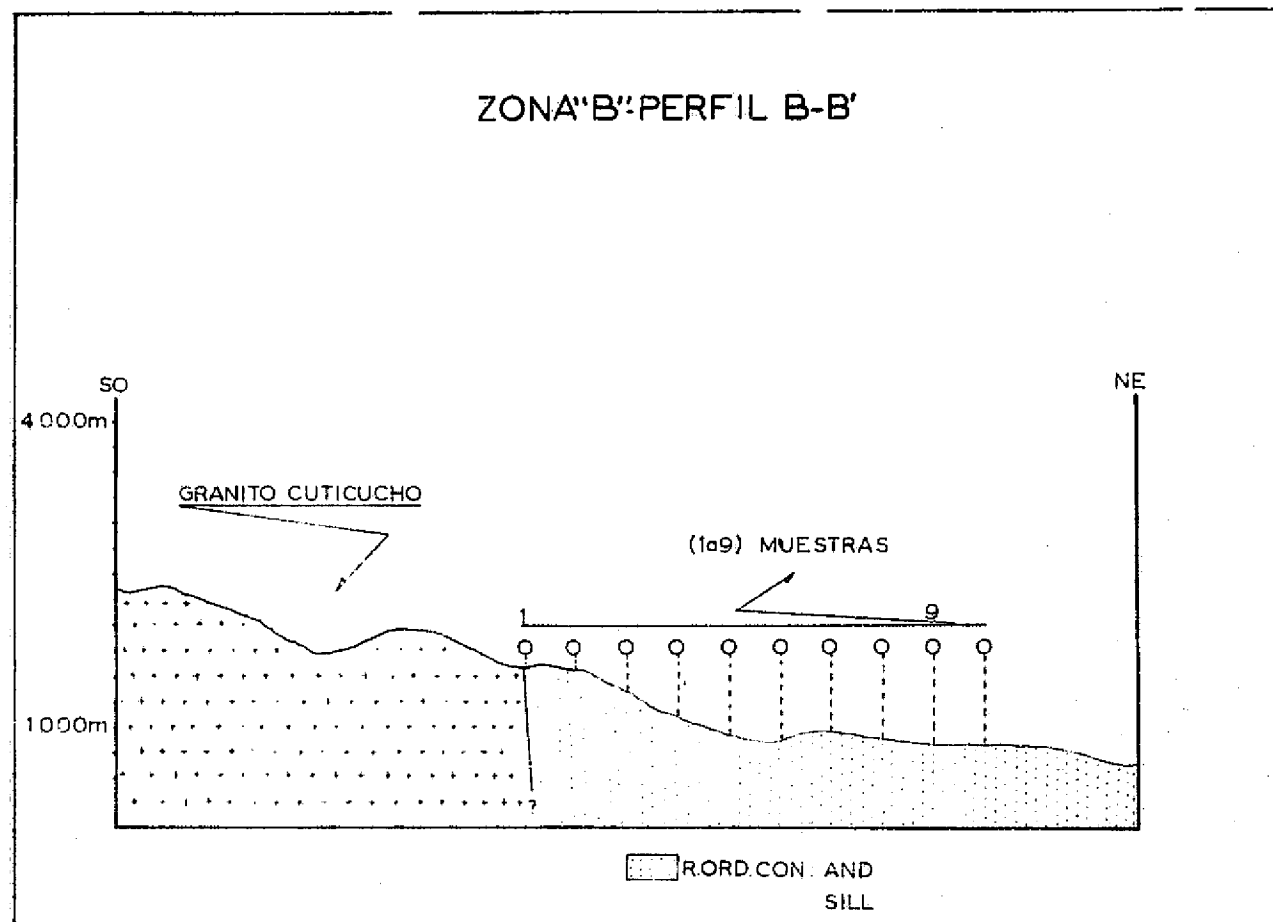 ZONA"B"-PERFIL B-B'
SO
NE
4000m
GRANITO CUTICUCHO
(1a9) MUESTRAS
1
9
1000m
?
R.ORD.CON: AND
SILL